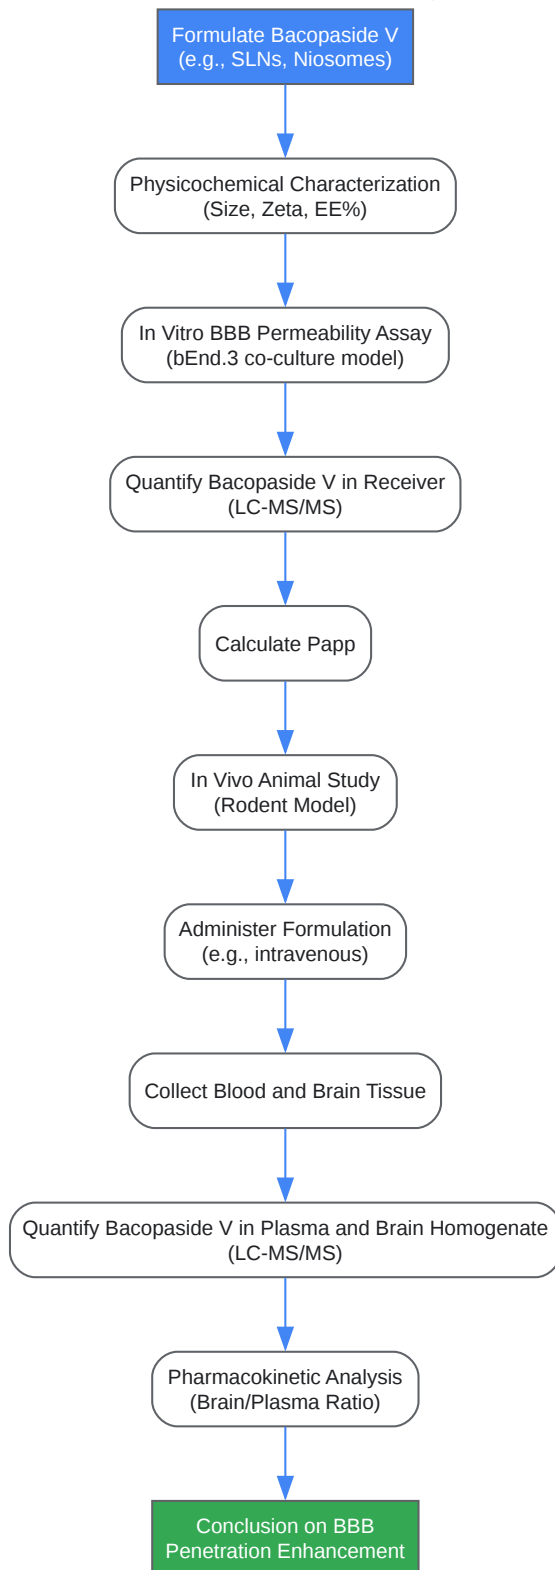 Formulate Bacopaside V
(e.g., SLNs, Niosomes)
Physicochemical Characterization
(Size, Zeta, EE%)
In Vitro BBB Permeability Assay
(bEnd.3 co-culture model)
Quantify Bacopaside V in Receiver
(LC-MS/MS)
Calculate Papp
In Vivo Animal Study
(Rodent Model)
Administer Formulation
(e.g., intravenous)
Collect Blood and Brain Tissue
Quantify Bacopaside V in Plasma and Brain Homogenate
(LC-MS/MS)
Pharmacokinetic Analysis
(Brain/Plasma Ratio)
Conclusion on BBB
Penetration Enhancement